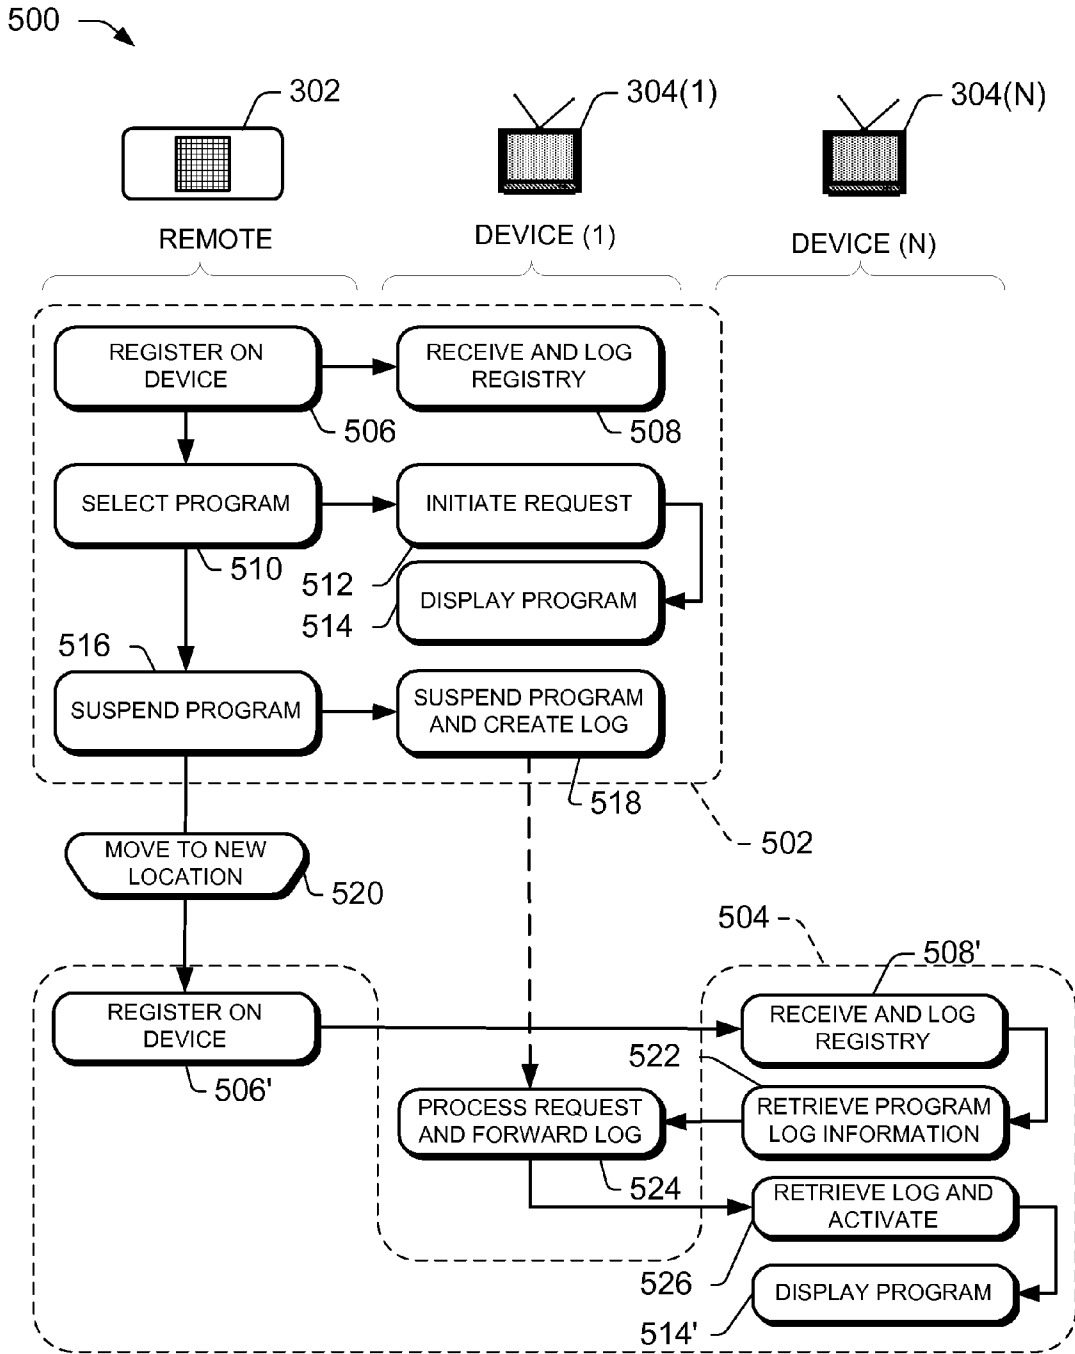 500
302
304(1)
304(N)
REMOTE
DEVICE (1)
DEVICE (N)
REGISTER ON
DEVICE
506
RECEIVE AND LOG
REGISTRY
508
SELECT PROGRAM
510
INITIATE REQUEST
512
DISPLAY PROGRAM
514
516
SUSPEND PROGRAM
SUSPEND PROGRAM
AND CREATE LOG
518
502
MOVE TO NEW
LOCATION
520
504
508'
REGISTER ON
DEVICE
506'
RECEIVE AND LOG
REGISTRY
522
RETRIEVE PROGRAM
LOG INFORMATION
PROCESS REQUEST
AND FORWARD LOG
524
RETRIEVE LOG AND
ACTIVATE
526
DISPLAY PROGRAM
514'